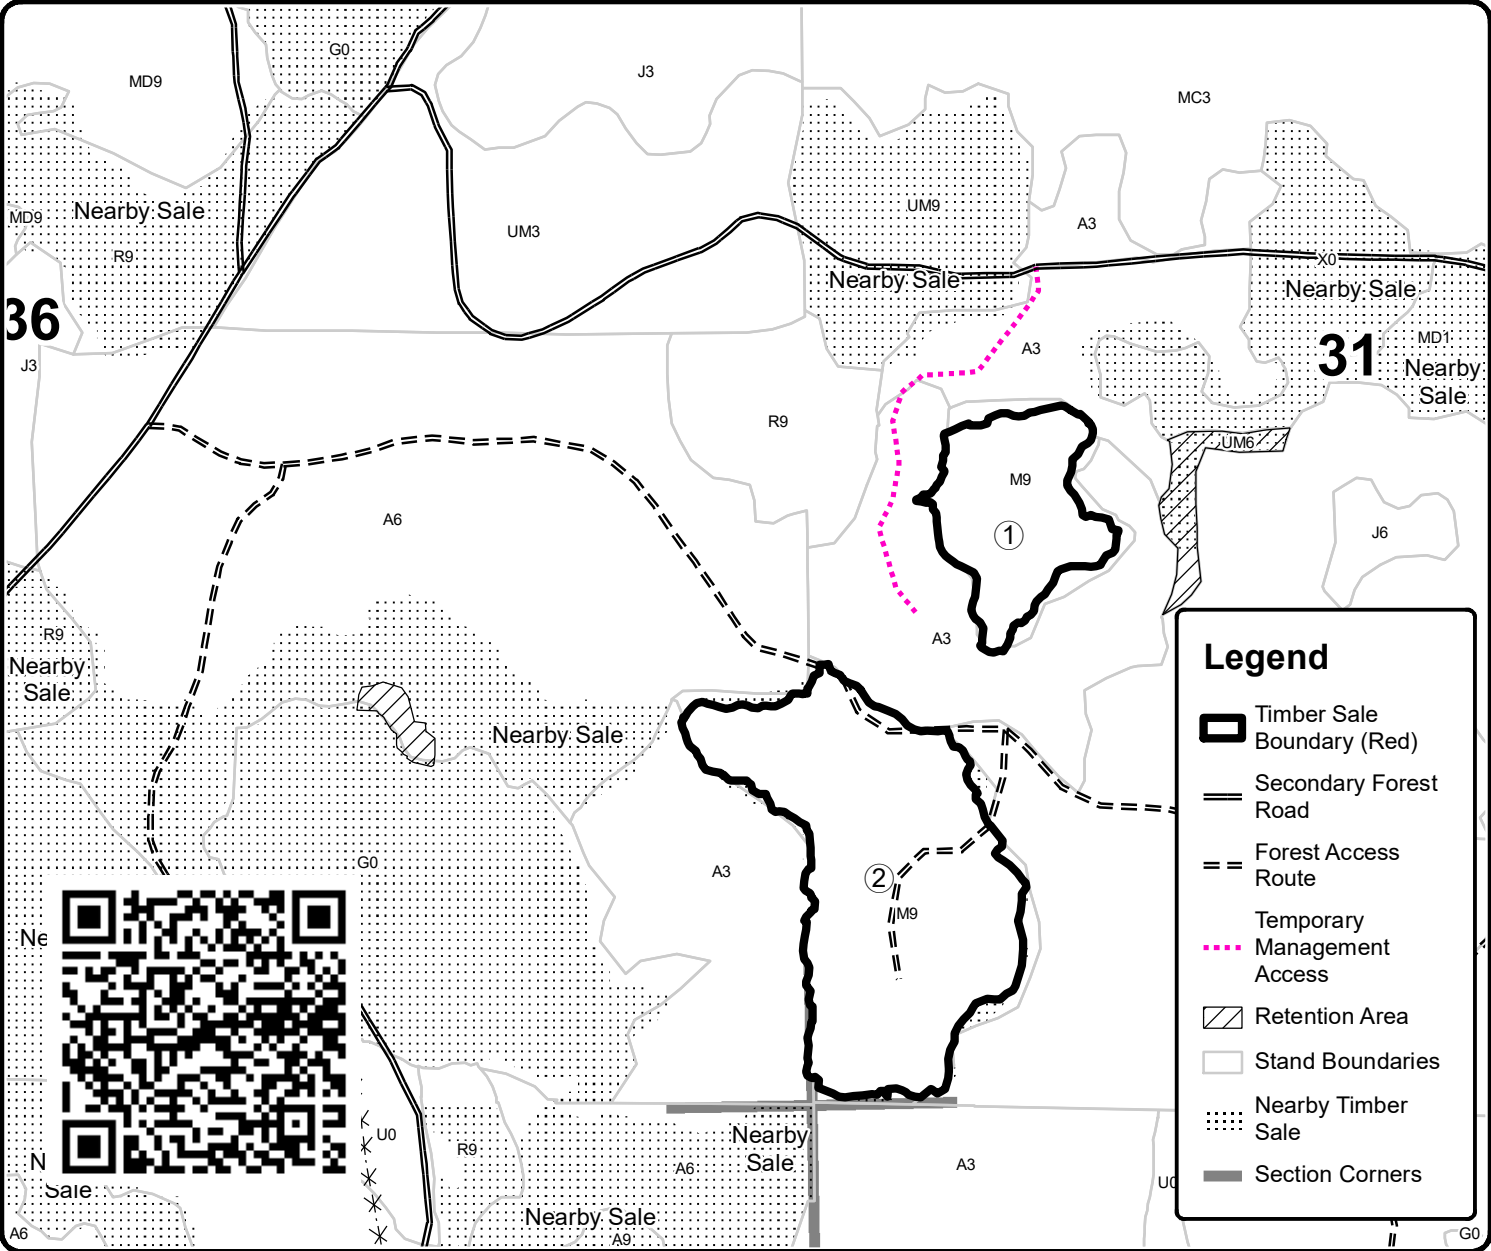 G0
J3
MD9
MC3
UM9
MD9
Nearby Sale
A3
UM3
R9
X0
Nearby Sale
Nearby Sale
36
31
MD1
A3
J3
Nearby
Sale
R9
UM6
M9
A6
1
J6
R9
A3
Nearby
Sale
Nearby Sale
G0
A3
2
M9
Ne
U0
R9
Nearby
Sale
A6
A3
U0
N
Sale
Nearby Sale
A6
A9
G0
Legend
Timber Sale
Boundary (Red)
Secondary Forest
Road
Forest Access
Route
Temporary
Management
Access
Retention Area
Stand Boundaries
Nearby Timber
Sale
Section Corners